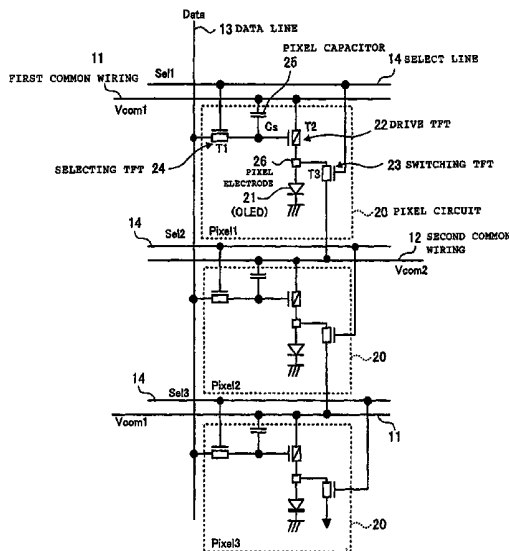 Data
13 DATA LINE
PIXEL CAPACITOR
25
11
FIRST COMMON WIRING
Sel1
14 SELECT LINE
Vcom1
Cs
T2
22 DRIVE TFT
T1
SELECTING TFT 24
26
PIXEL
ELECTRODE
T3
23 SWITCHING TFT
21
(OLED)
20 PIXEL CIRCUIT
14
Sel2
Pixel1
12 SECOND COMMON
WIRING
Vcom2
14
Sel3
Pixel2
20
Vcom1
11
Pixel3
20